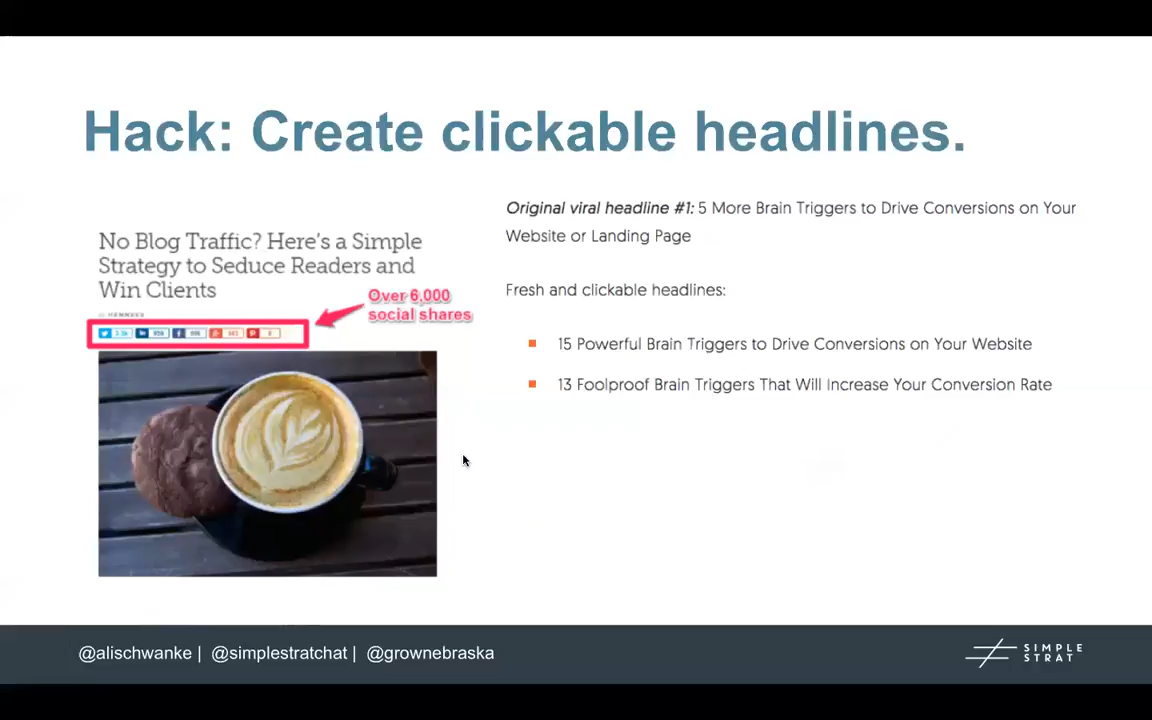 Hack: Create clickable headlines.
No Blog Traffic? Here's a Simple
Strategy to Seduce Readers and
Win Clients
Over 6,000
social shares
Original viral headline #1: 5 More Brain Triggers to Drive Conversions on Your
Website or Landing Page
Fresh and clickable headlines:
15 Powerful Brain Triggers to Drive Conversions on Your Website
13 Foolproof Brain Triggers That Will Increase Your Conversion Rate
@alischwanke | @simplestratchat | @grownebraska
SIMPLE
STRAT